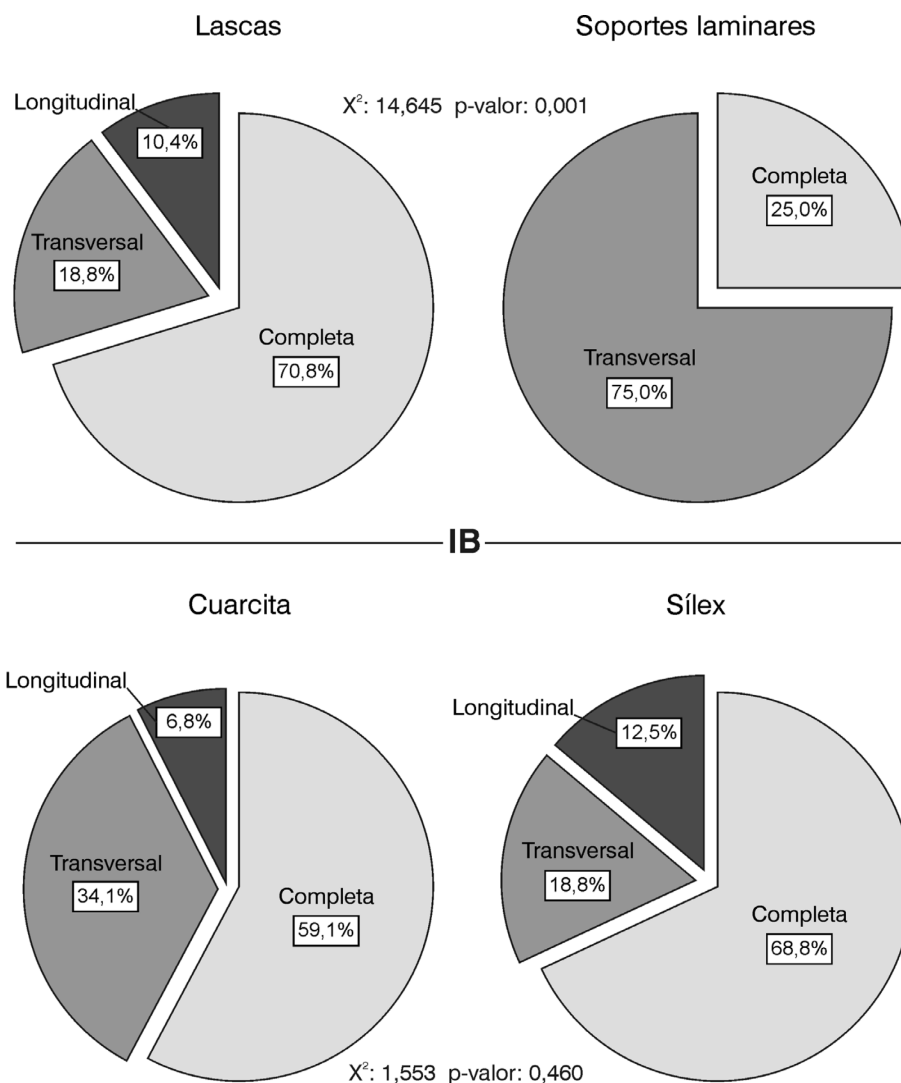 Lascas
Soportes laminares
X²: 14,645 p-valor: 0,001
Longitudinal
10,4%
Transversal
18,8%
Completa
70,8%
Completa
25,0%
Transversal
75,0%
IB
Cuarcita
Sílex
Longitudinal
6,8%
Transversal
34,1%
Completa
59,1%
Longitudinal
12,5%
Transversal
18,8%
Completa
68,8%
X²: 1,553 p-valor: 0,460